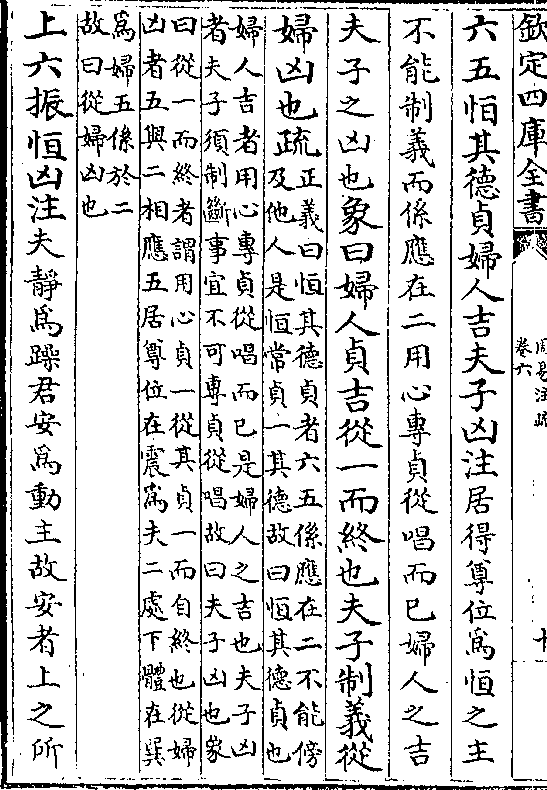 欽定四庫全書
周易注疏
卷六
十
六五恒其德貞婦人吉夫子凶注居得尊位爲恒之主
不能制義而係應在二用心專貞從唱而已婦人之吉
夫子之凶也象曰婦人貞吉從一而終也夫子制義從
婦凶也疏正義曰恒其德貞者六五係應在二不能傍
及他人是恒常貞一其德故曰恒其德貞也
婦人吉者用心專貞從唱而已是婦人之吉也夫子凶
者夫子須制斷事宜不可專貞從唱故曰夫子凶也象
曰從一而終者謂用心貞一從其貞一而自終也從婦
凶者五與二相應五居尊位在震爲夫二處下體在巽
爲婦五係於二
故曰從婦凶也
上六振恒凶注夫靜爲躁君安爲動主故安者上之所